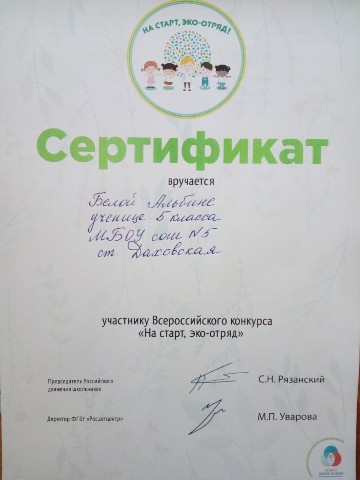 НА СТАРТ, ЭКО-ОТРЯД!
Сертификат
вручается
Белой Альбине
ученице 5 класса
МБОУ сош №5
ст Даховская
участнику Всероссийского конкурса
«На старт, эко-отряд»
Председатель Российского
движения школьников
С.Н. Рязанский
Директор ФГБУ «Росдетцентр»
М.П. Уварова